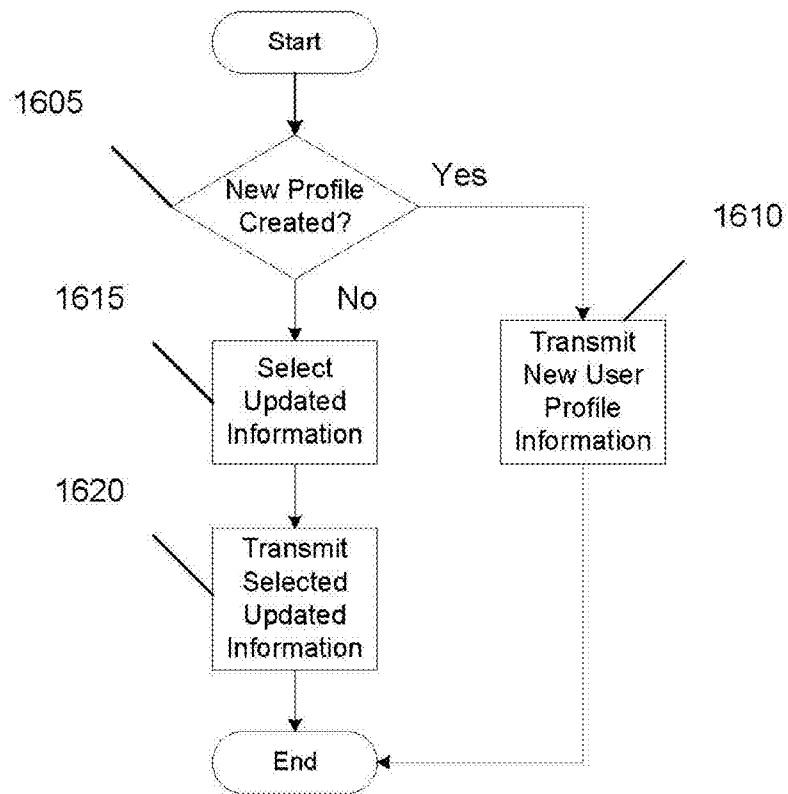 Start
1605
New Profile
Created?
Yes
1610
1615
No
Select
Updated
Information
Transmit
New User
Profile
Information
1620
Transmit
Selected
Updated
Information
End